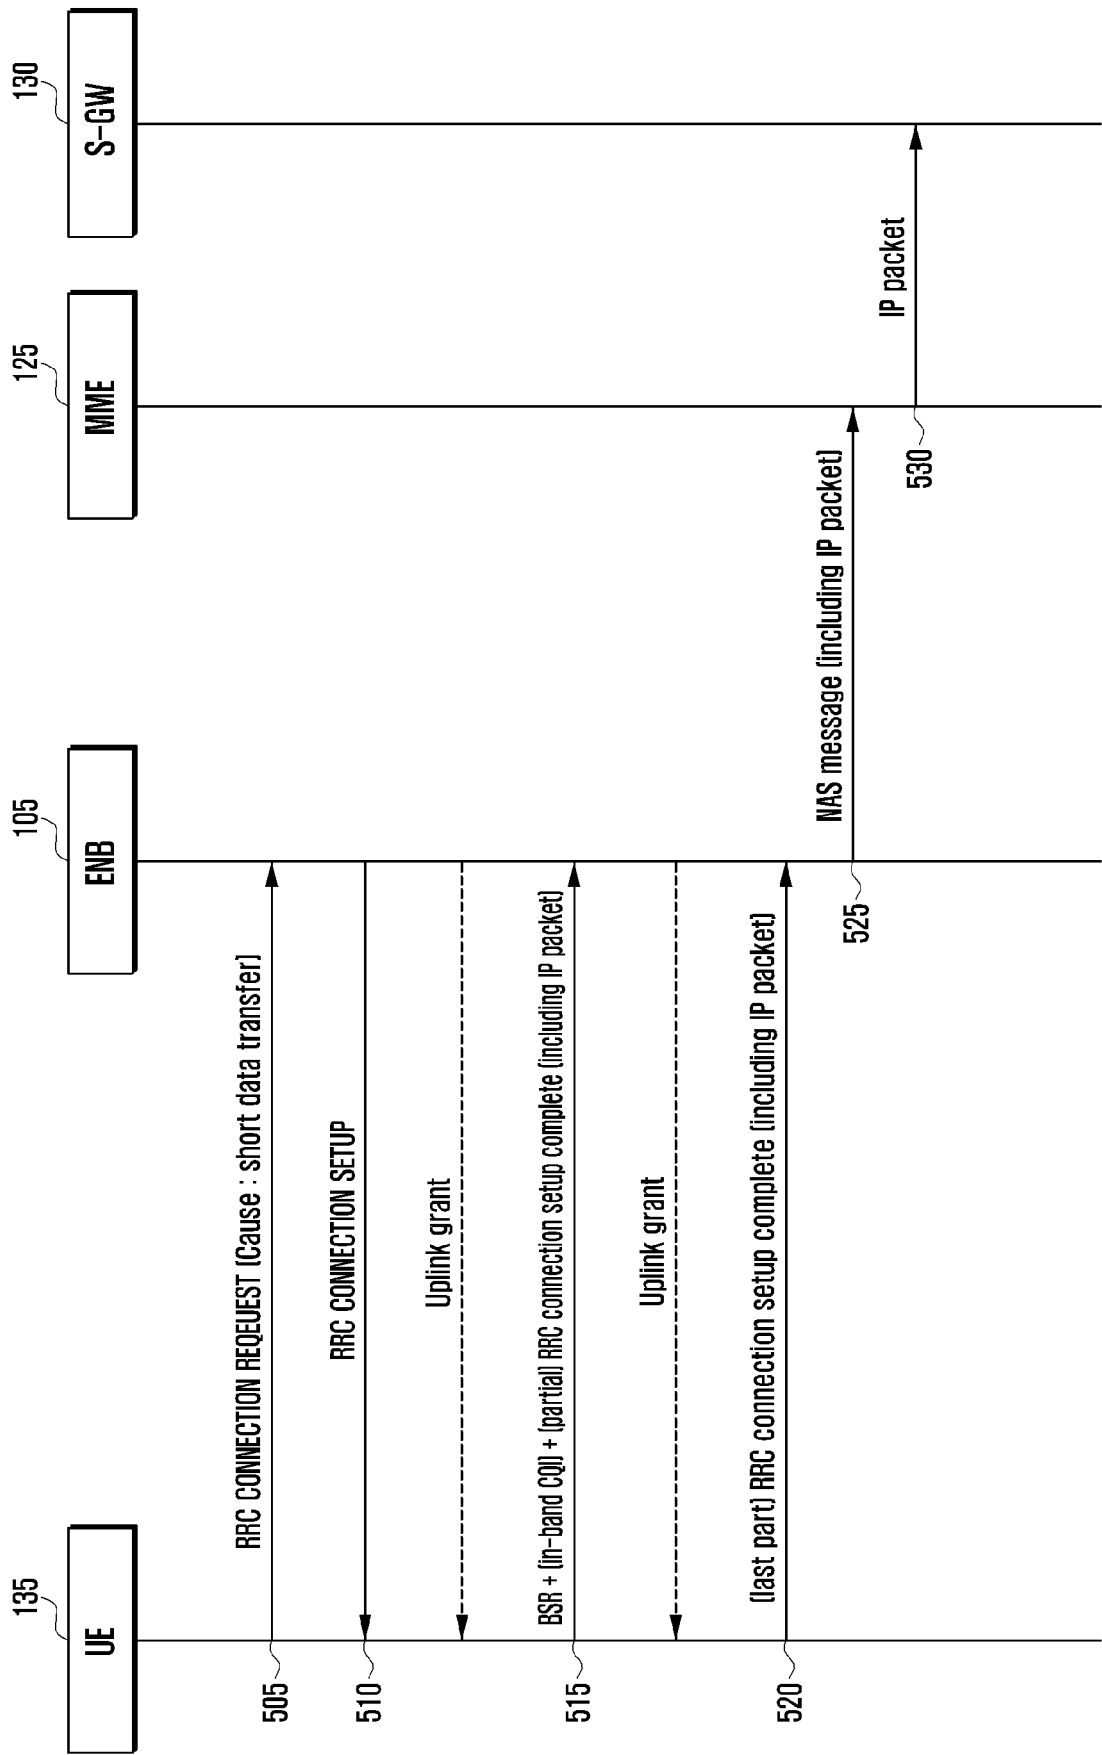 135
105
125
130
UE
ENB
MME
S-GW
RRC CONNECTION REQEUEST (Cause : short data transfer)
505
RRC CONNECTION SETUP
510
Uplink grant
BSR + (in-band CQI) + (partial) RRC connection setup complete (including IP packet)
515
Uplink grant
(last part) RRC connection setup complete (including IP packet)
520
NAS message (including IP packet)
525
IP packet
530